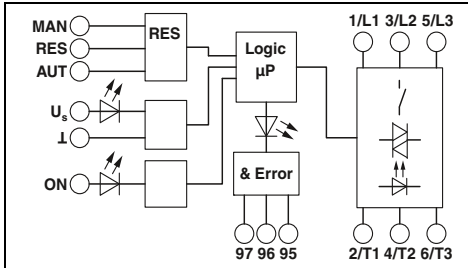 MAN
RES
AUT
RES
Us
⊥
ON
Logic
µP
& Error
97 96 95
1/L1 3/L2 5/L3
2/T1 4/T2 6/T3